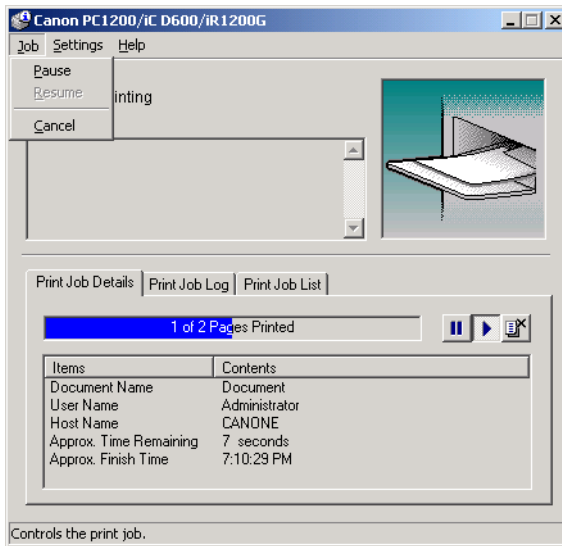 Canon PC1200/iC D600/iR1200G
Job Settings Help
Pause
Resume
Cancel
inting
Print Job Details Print Job Log Print Job List
1 of 2 Pages Printed
Items Contents
Document Name Document
User Name Administrator
Host Name CANONE
Approx. Time Remaining 7 seconds
Approx. Finish Time 7:10:29 PM
Controls the print job.